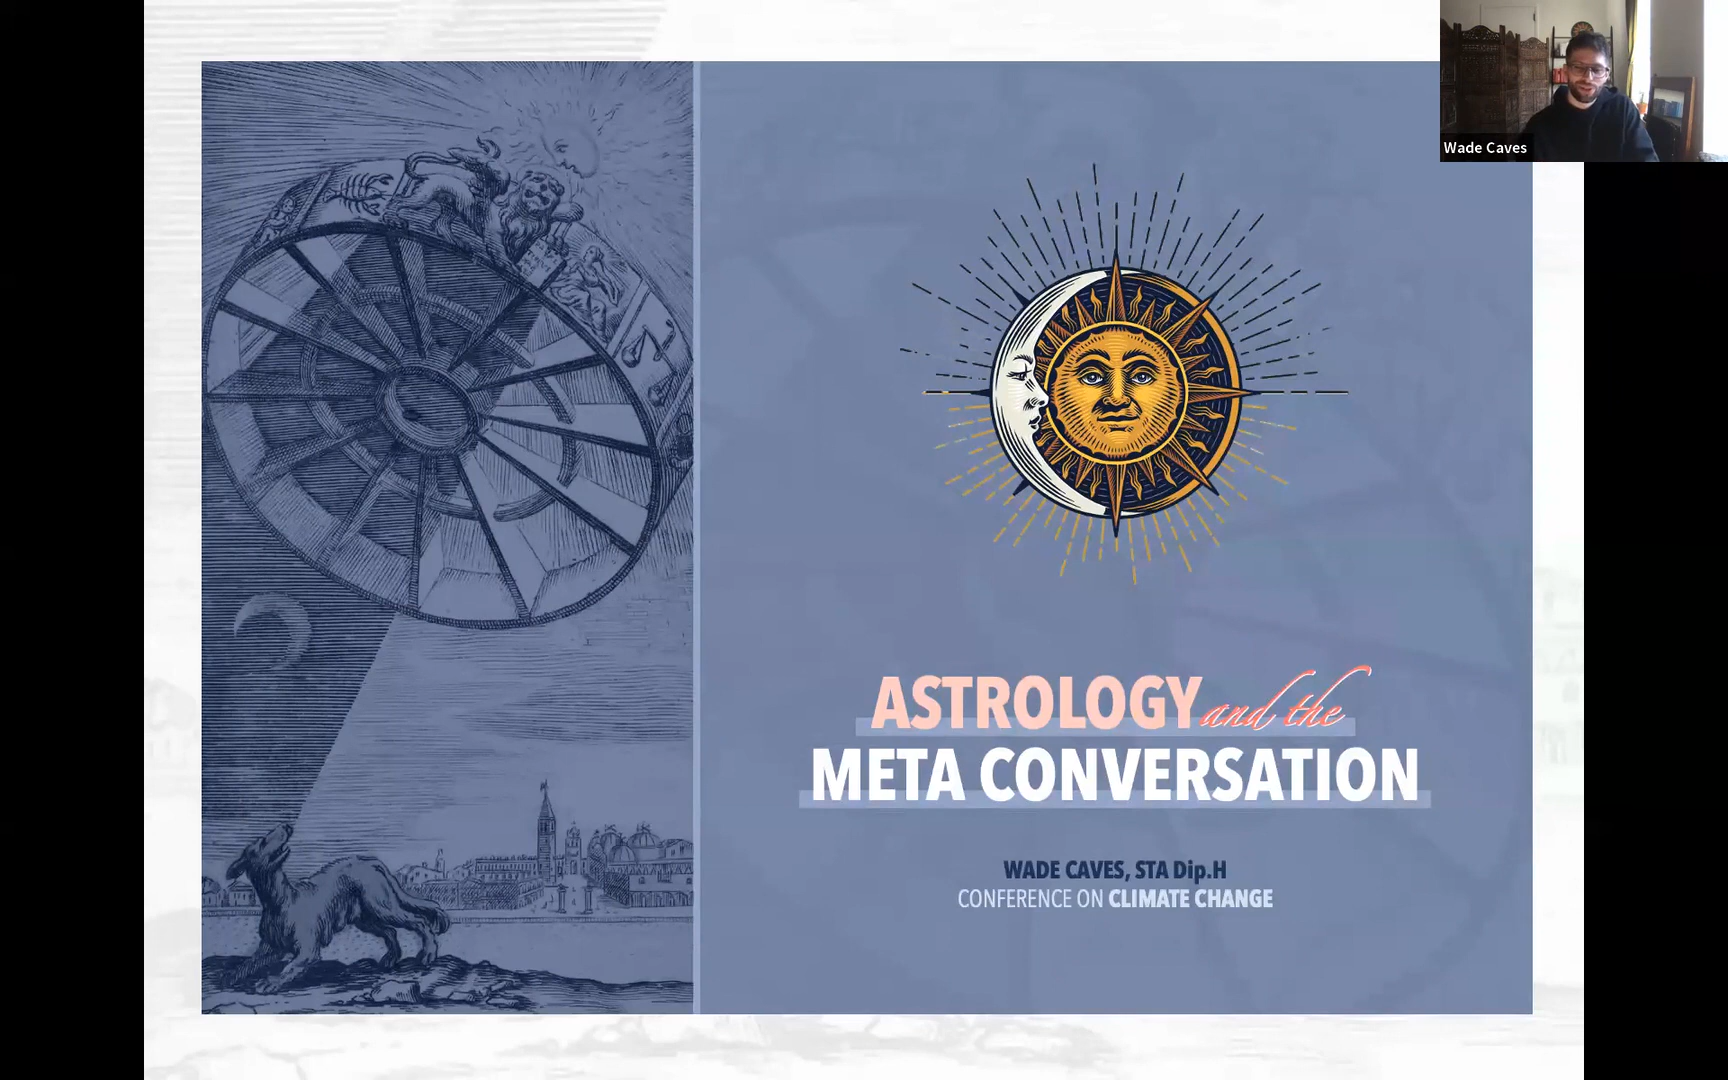 Wade Caves
ASTROLOGY and the
META CONVERSATION
WADE CAVES, STA Dip.H
CONFERENCE ON CLIMATE CHANGE